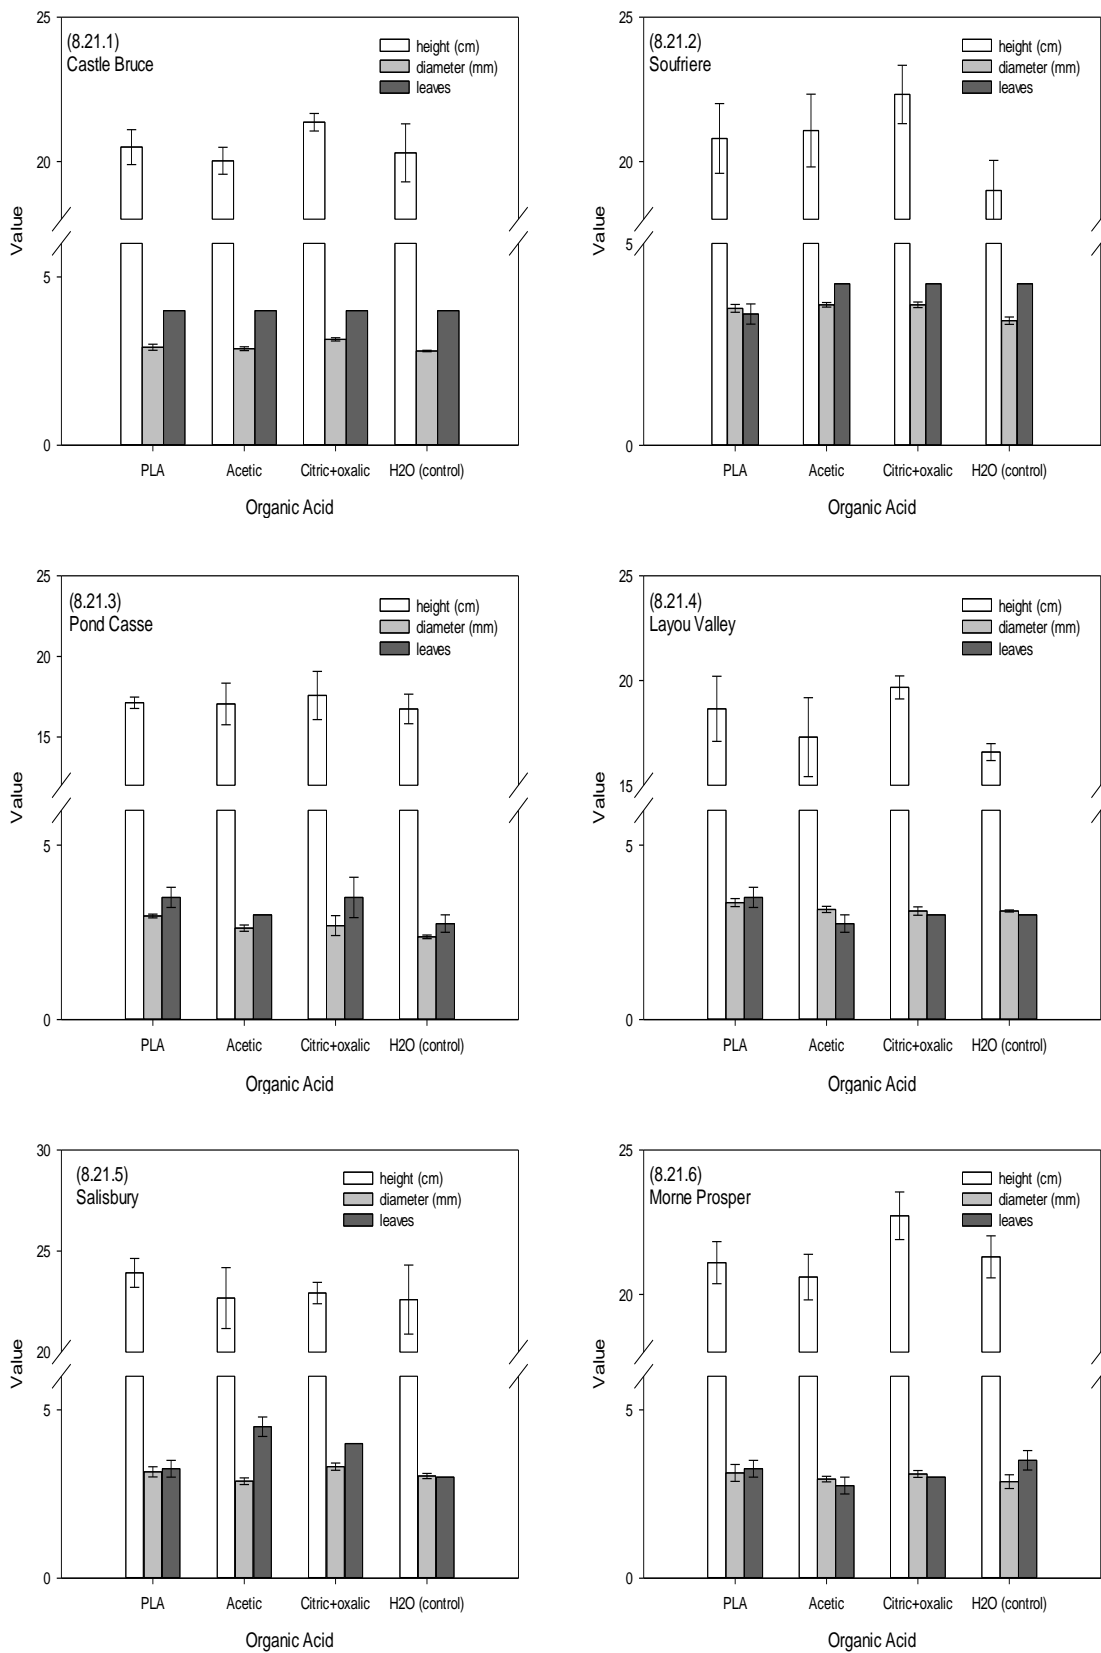 (8.21.1)
Castle Bruce
height (cm)
diameter (mm)
leaves
25
20
5
0
Value
PLA Acetic Citric+oxalic H2O (control)
Organic Acid
(8.21.2)
Soufriere
height (cm)
diameter (mm)
leaves
25
20
5
0
Value
PLA Acetic Citric+oxalic H2O (control)
Organic Acid
(8.21.3)
Pond Casse
height (cm)
diameter (mm)
leaves
25
20
15
5
0
Value
PLA Acetic Citric+oxalic H2O (control)
Organic Acid
(8.21.4)
Layou Valley
height (cm)
diameter (mm)
leaves
25
20
15
5
0
Value
PLA Acetic Citric+oxalic H2O (control)
Organic Acid
(8.21.5)
Salisbury
height (cm)
diameter (mm)
leaves
30
25
20
5
0
Value
PLA Acetic Citric+oxalic H2O (control)
Organic Acid
(8.21.6)
Morne Prosper
height (cm)
diameter (mm)
leaves
25
20
5
0
Value
PLA Acetic Citric+oxalic H2O (control)
Organic Acid